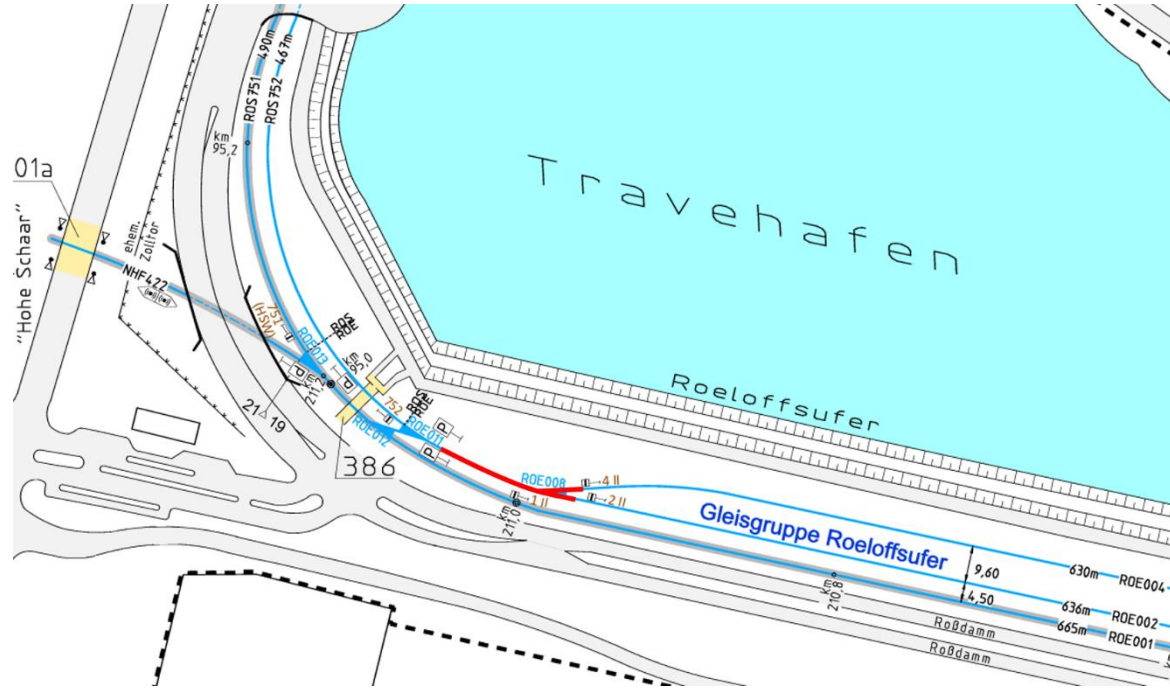 ROS751 490m
ROS752 467m
km
95,2
01a
"Hohe Schaar"
ehem.
Zolltor
NHF422
Travehafen
751
(HSW)
ROE013
ROS
ROE
km
95,0
P
P
km
211,2
21 19
752
ROS
ROE
ROE012
ROE011
P
P
386
Roeloffsufer
ROE008
4 II
2 II
1 II
km
211,0
Gleisgruppe Roeloffsufer
9,60
4,50
km
210,8
630m ROE004
636m ROE002
665m ROE001
Roßdamm
Roßdamm